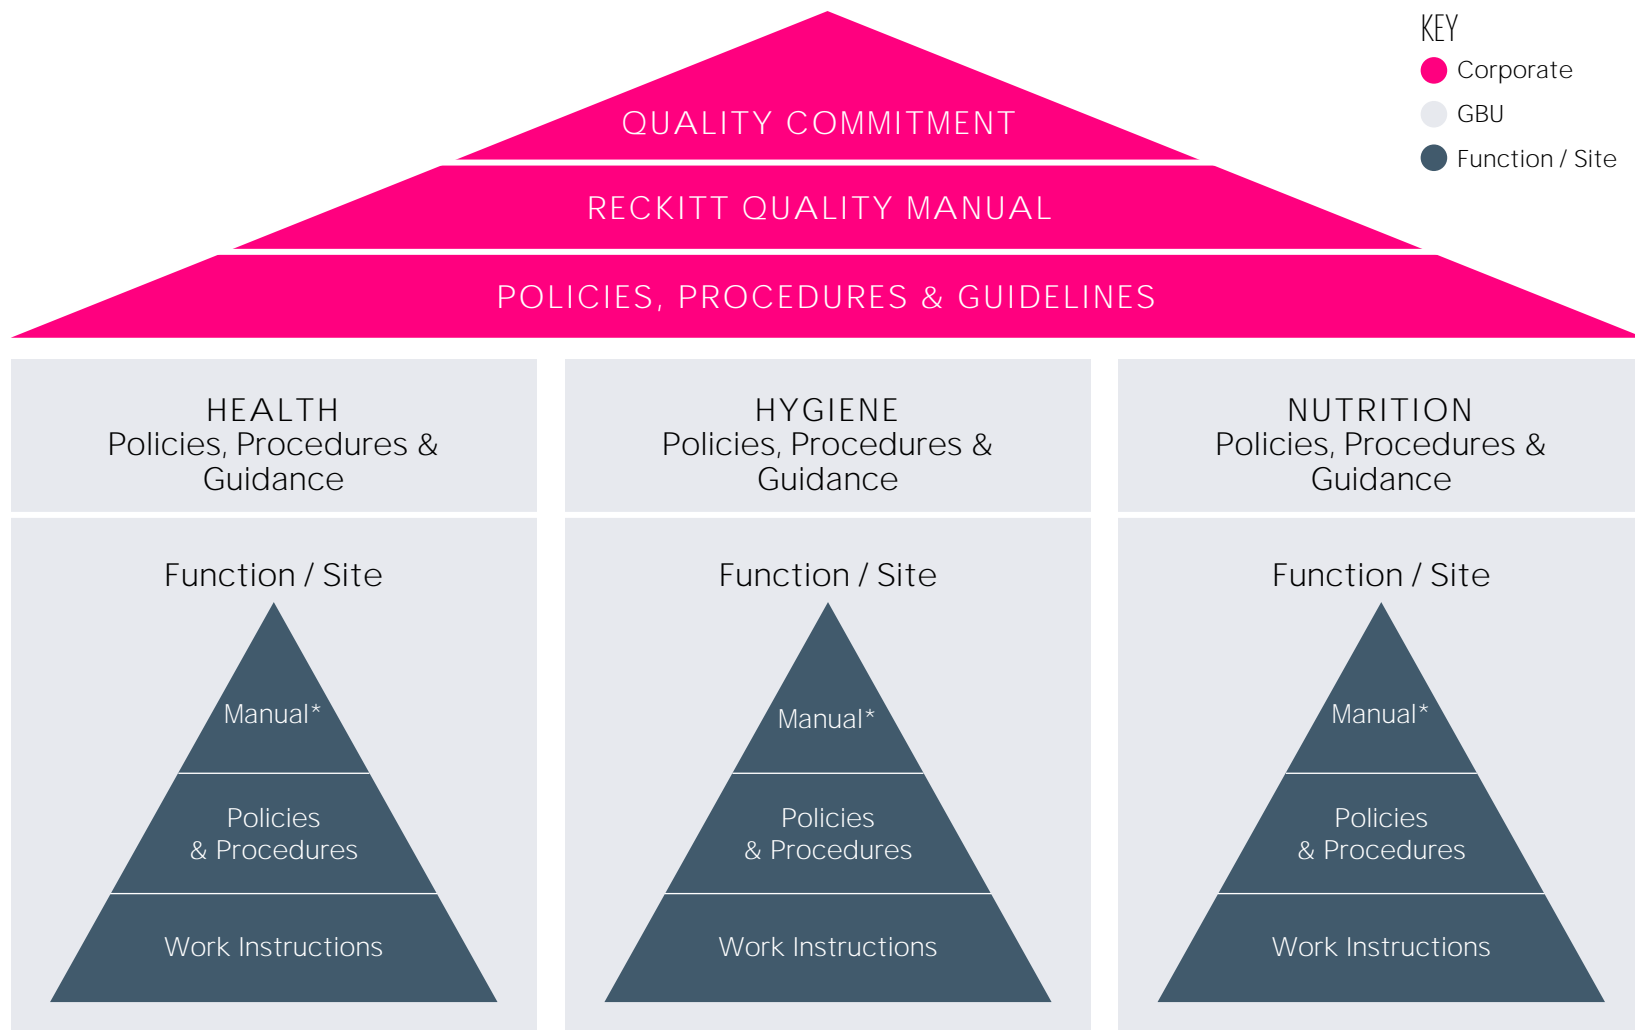 KEY
Corporate
GBU
Function / Site
QUALITY COMMITMENT
RECKITT QUALITY MANUAL
POLICIES, PROCEDURES & GUIDELINES
HEALTH
Policies, Procedures &
Guidance
HYGIENE
Policies, Procedures &
Guidance
NUTRITION
Policies, Procedures &
Guidance
Function / Site
Manual*
Policies
& Procedures
Work Instructions
Function / Site
Manual*
Policies
& Procedures
Work Instructions
Function / Site
Manual*
Policies
& Procedures
Work Instructions